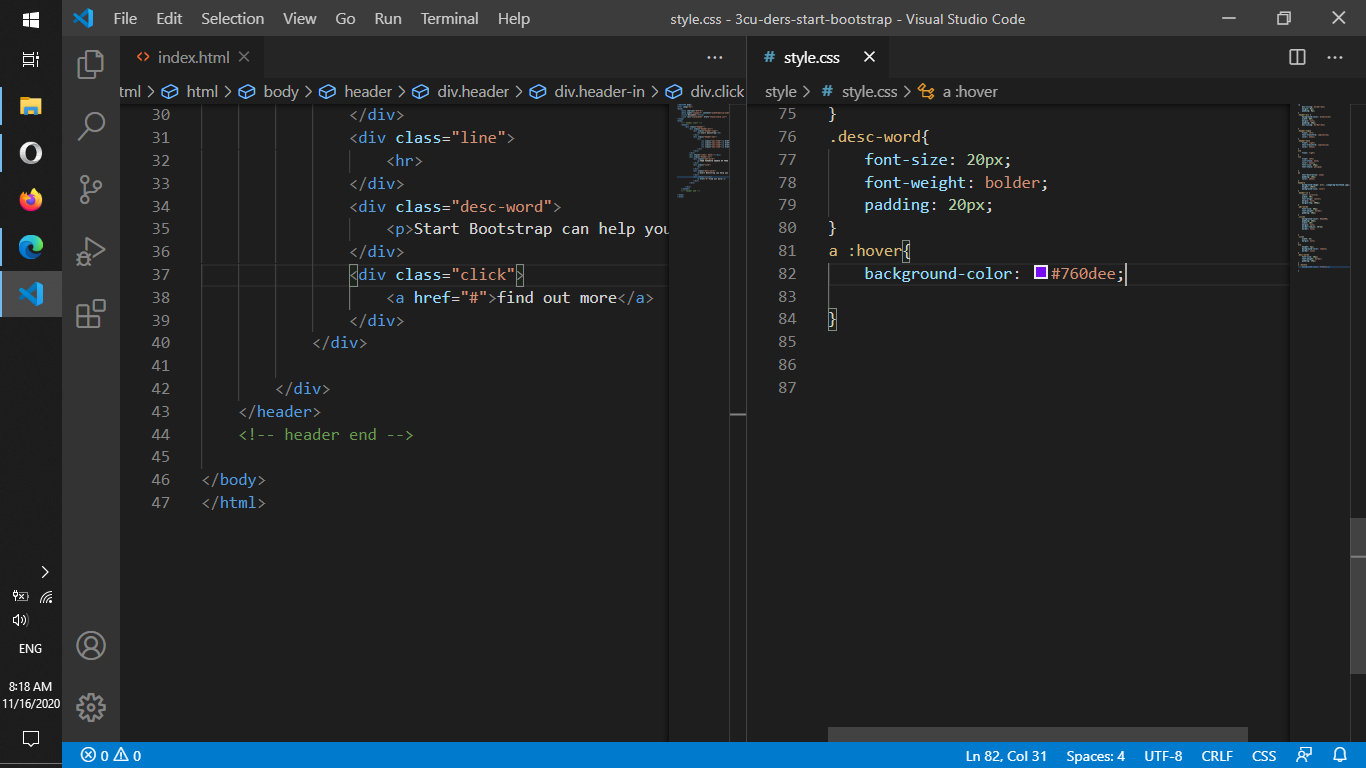 File Edit Selection View Go Run Terminal Help
style.css - 3cu-ders-start-bootstrap - Visual Studio Code
index.html
# style.css
tml > html > body > header > div.header > div.header-in > div.click
style > # style.css > a :hover
30 </div>
31 <div class="line">
32 <hr>
33 </div>
34 <div class="desc-word">
35 <p>Start Bootstrap can help you
36 </div>
37 <div class="click">
38 <a href="#">find out more</a>
39 </div>
40 </div>
41
42 </div>
43 </header>
44 <!-- header end -->
45
46 </body>
47 </html>
75 }
76 .desc-word{
77 font-size: 20px;
78 font-weight: bolder;
79 padding: 20px;
80 }
81 a :hover{
82 background-color: #760dee;
83
84 }
85
86
87
ENG
8:18 AM
11/16/2020
0 0
Ln 82, Col 31 Spaces: 4 UTF-8 CRLF CSS